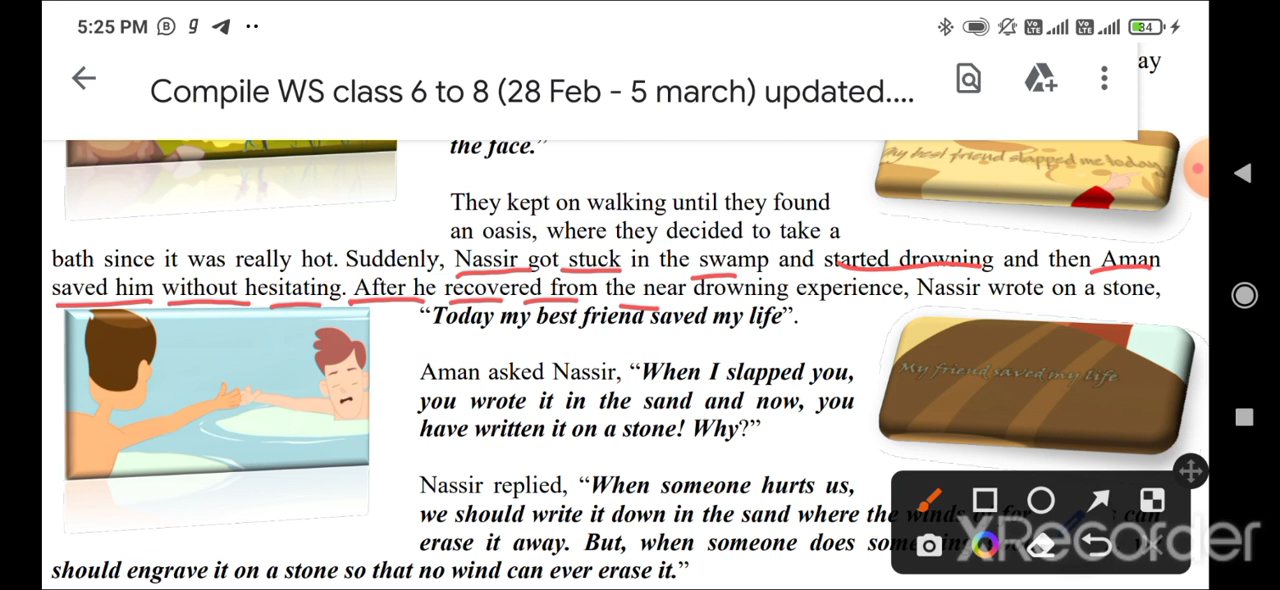 5:25 PM
34
Compile WS class 6 to 8 (28 Feb - 5 march) updated....
ay
the face."
My best friend slapped me today
They kept on walking until they found
an oasis, where they decided to take a
bath since it was really hot. Suddenly, Nassir got stuck in the swamp and started drowning and then Aman
saved him without hesitating. After he recovered from the near drowning experience, Nassir wrote on a stone,
"Today my best friend saved my life".
My friend saved my life
Aman asked Nassir, "When I slapped you,
you wrote it in the sand and now, you
have written it on a stone! Why?"
Nassir replied, "When someone hurts us,
we should write it down in the sand where the winds can
erase it away. But, when someone does
should engrave it on a stone so that no wind can ever erase it."
XRecorder